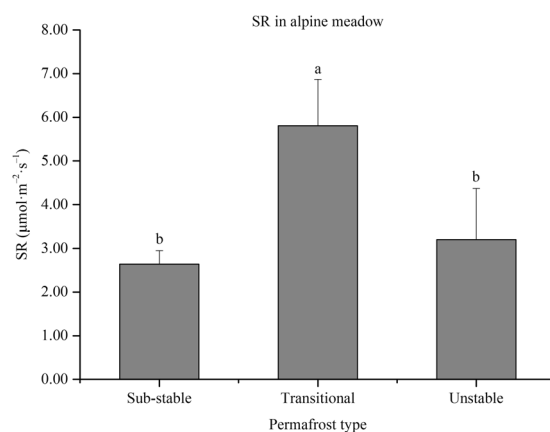 SR in alpine meadow
8.00
7.00
6.00
5.00
4.00
3.00
2.00
1.00
0.00
SR (μmol·m⁻²·s⁻¹)
b
a
b
Sub-stable
Transitional
Unstable
Permafrost type